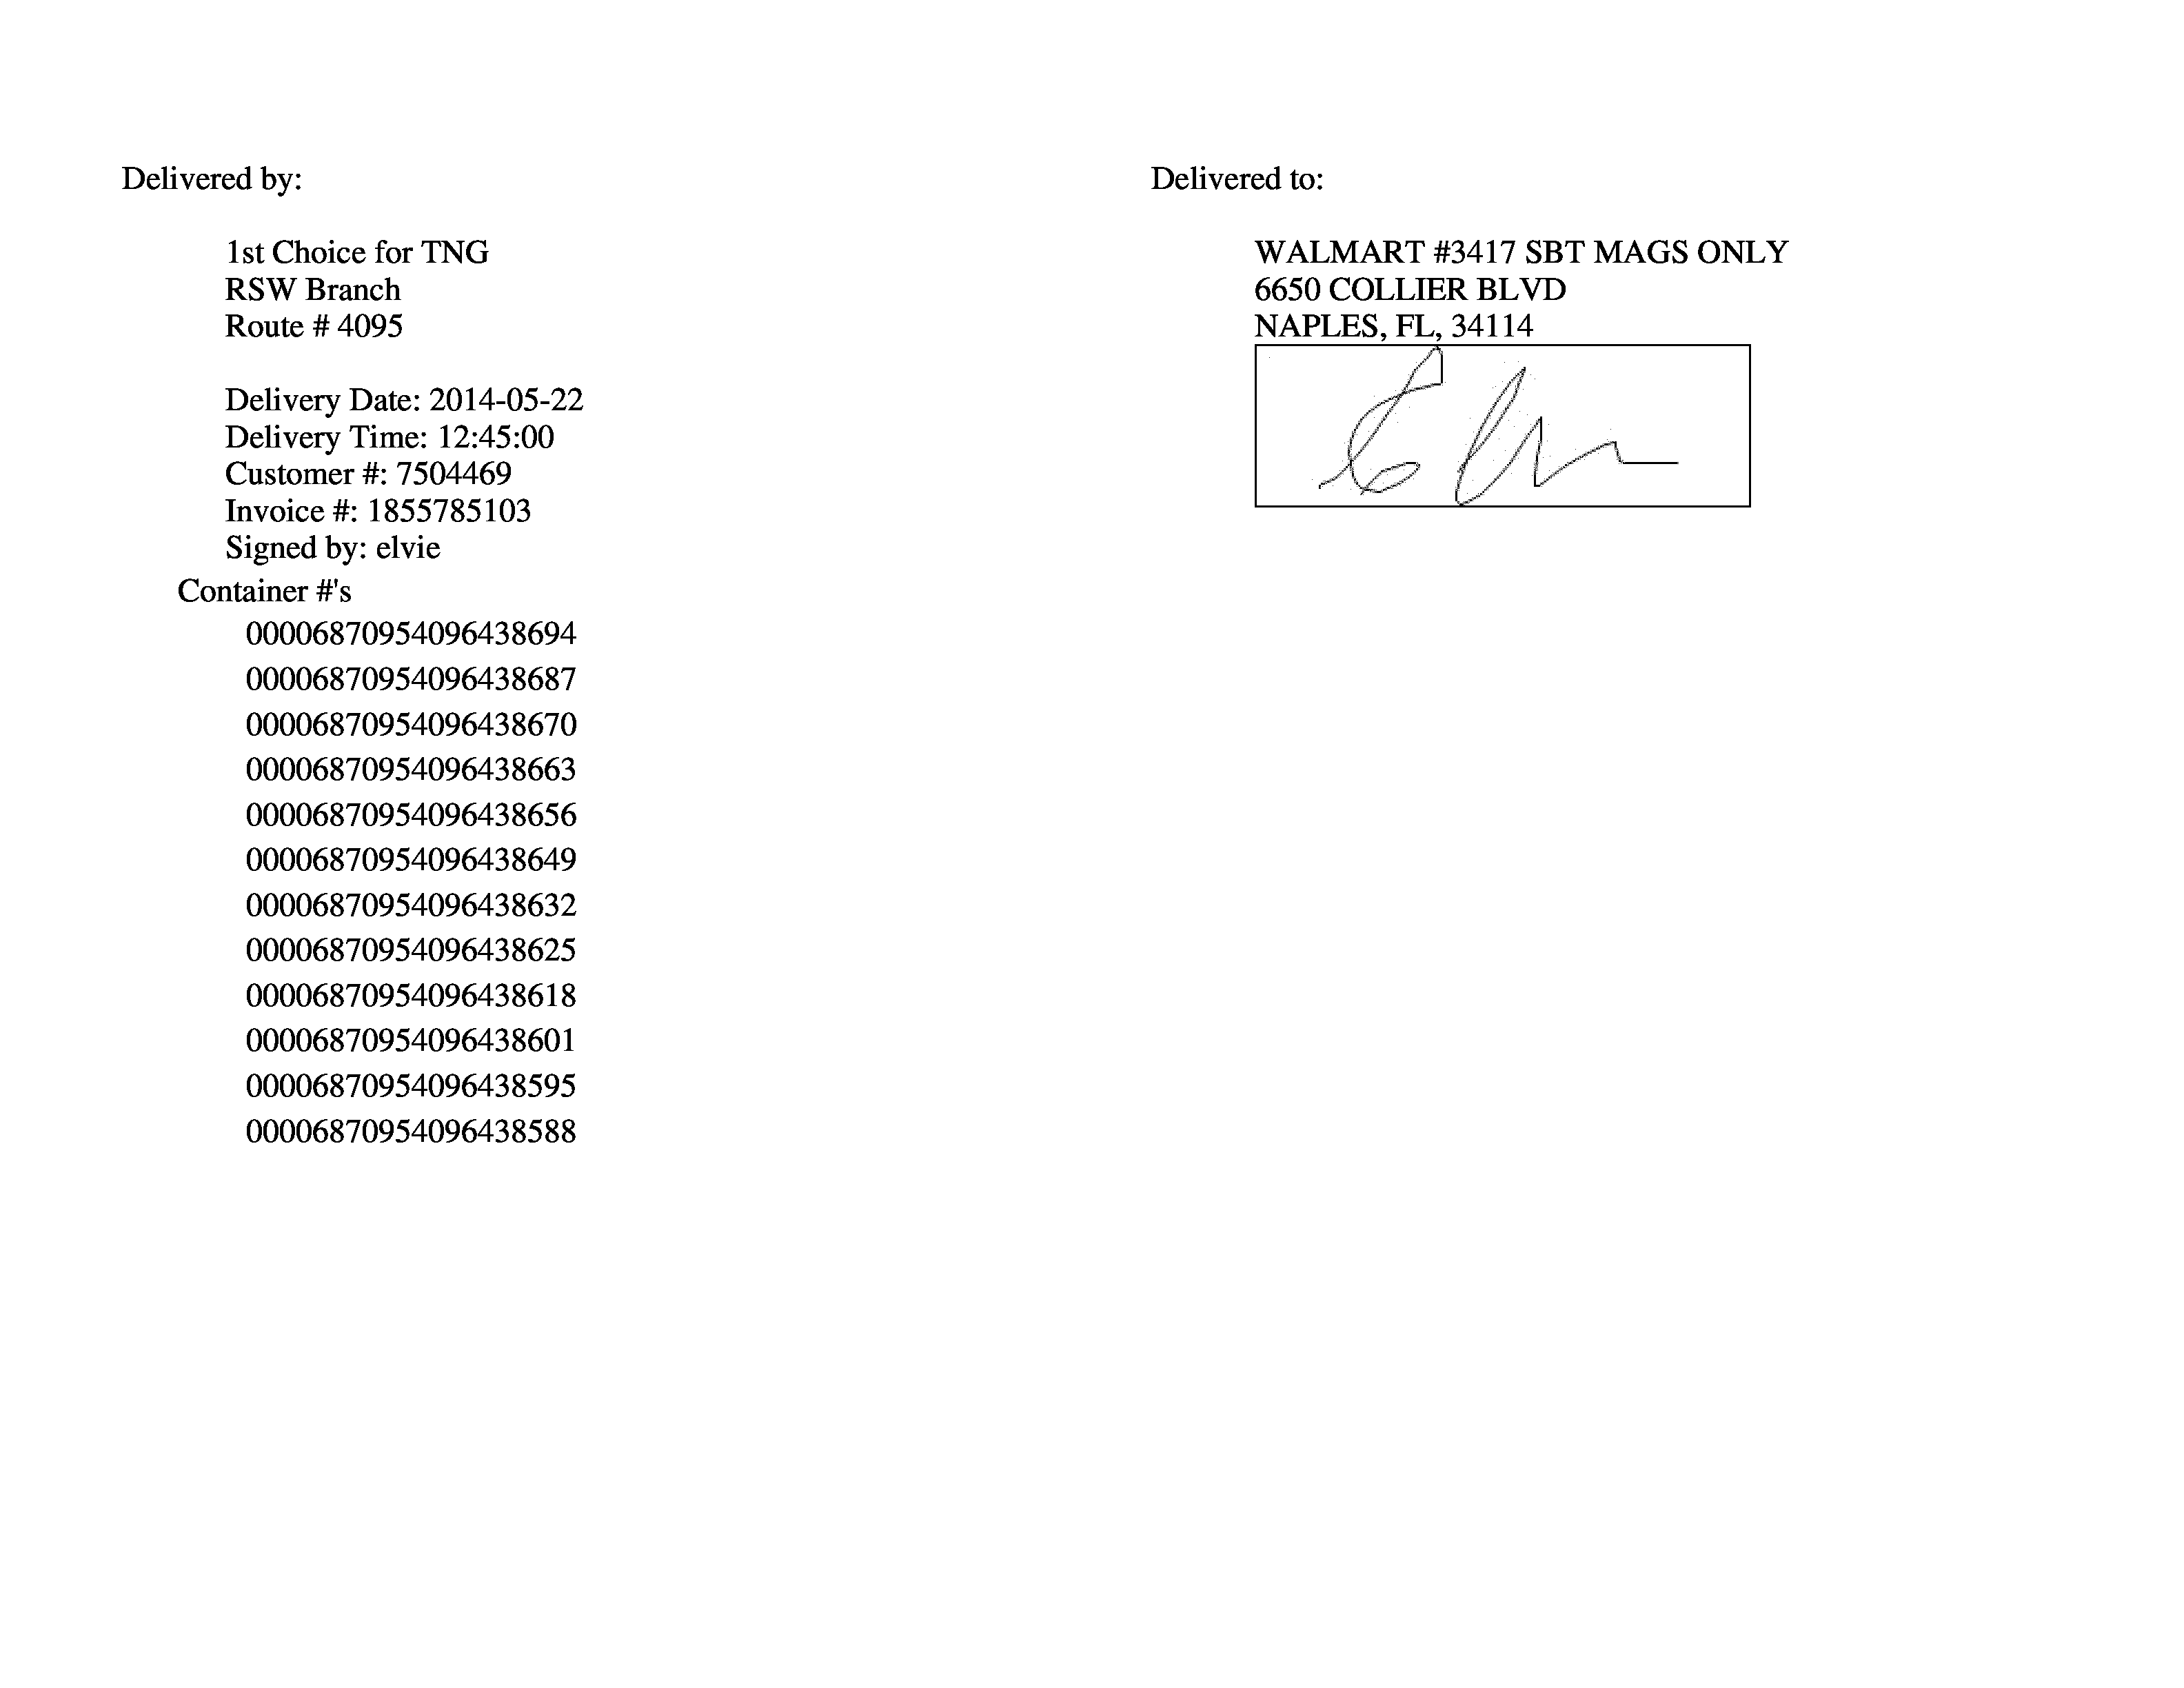 Delivered by:
1st Choice for TNG
RSW Branch
Route # 4095
Delivery Date: 2014-05-22
Delivery Time: 12:45:00
Customer #: 7504469
Invoice #: 1855785103
Signed by: elvie
Container #'s
00006870954096438694
00006870954096438687
00006870954096438670
00006870954096438663
00006870954096438656
00006870954096438649
00006870954096438632
00006870954096438625
00006870954096438618
00006870954096438601
00006870954096438595
00006870954096438588
Delivered to:
WALMART #3417 SBT MAGS ONLY
6650 COLLIER BLVD
NAPLES, FL, 34114